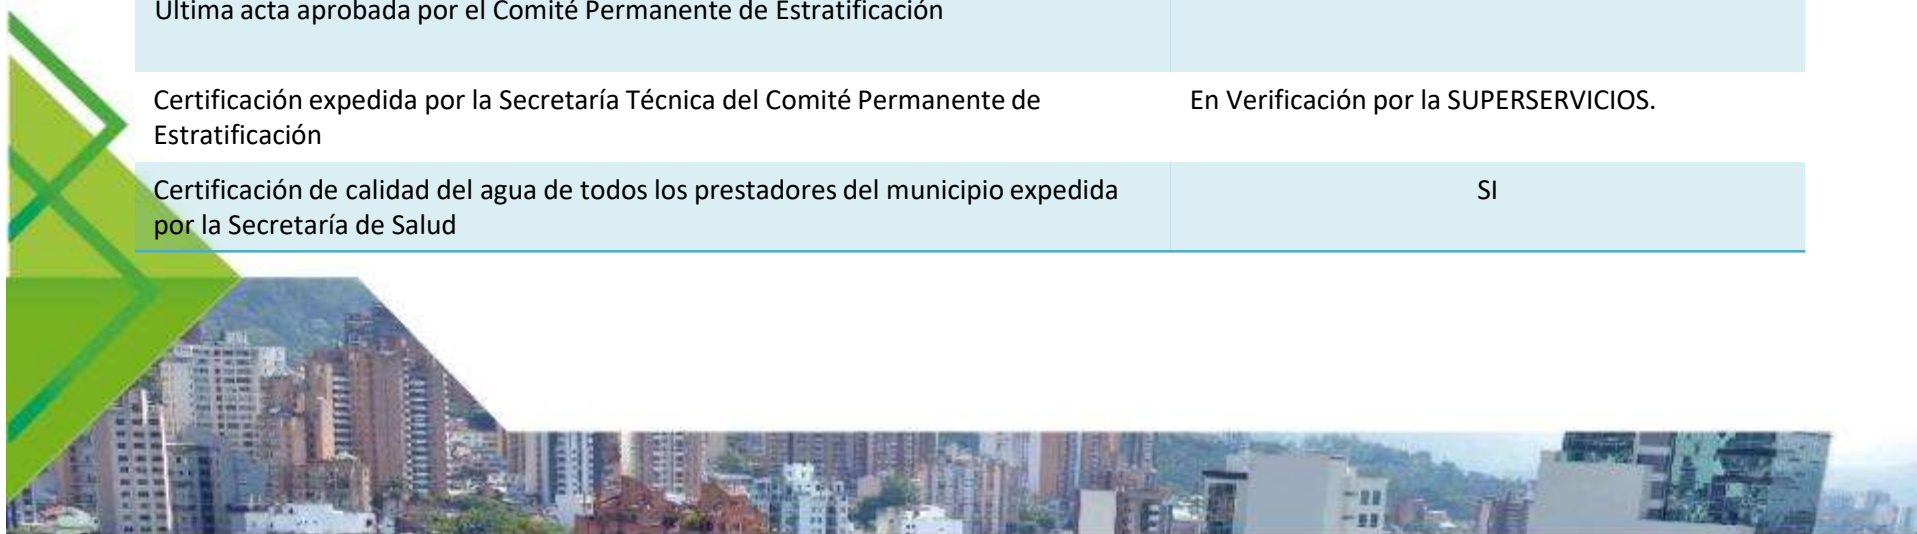 Última acta aprobada por el Comité Permanente de Estratificación
Certificación expedida por la Secretaría Técnica del Comité Permanente de
Estratificación
En Verificación por la SUPERSERVICIOS.
Certificación de calidad del agua de todos los prestadores del municipio expedida
por la Secretaría de Salud
SI